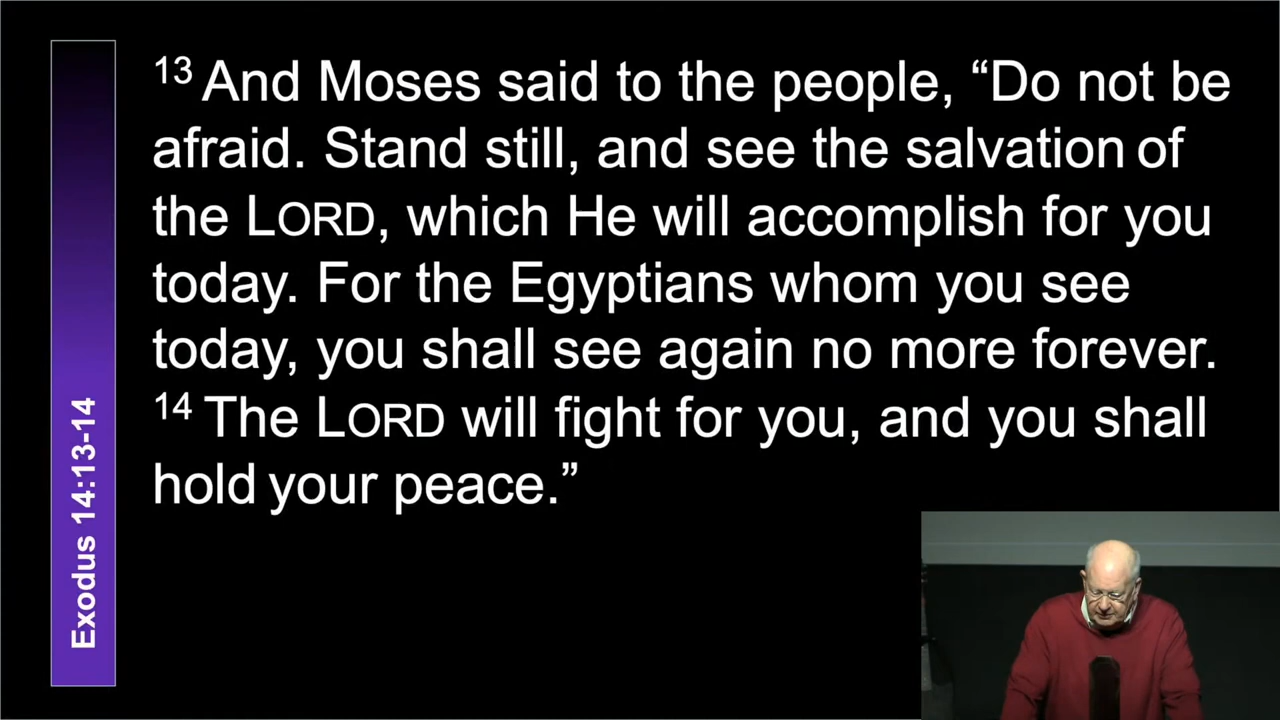 13 And Moses said to the people, “Do not be
afraid. Stand still, and see the salvation of
the LORD, which He will accomplish for you
today. For the Egyptians whom you see
today, you shall see again no more forever.
14 The LORD will fight for you, and you shall
hold your peace.”
Exodus 14:13-14